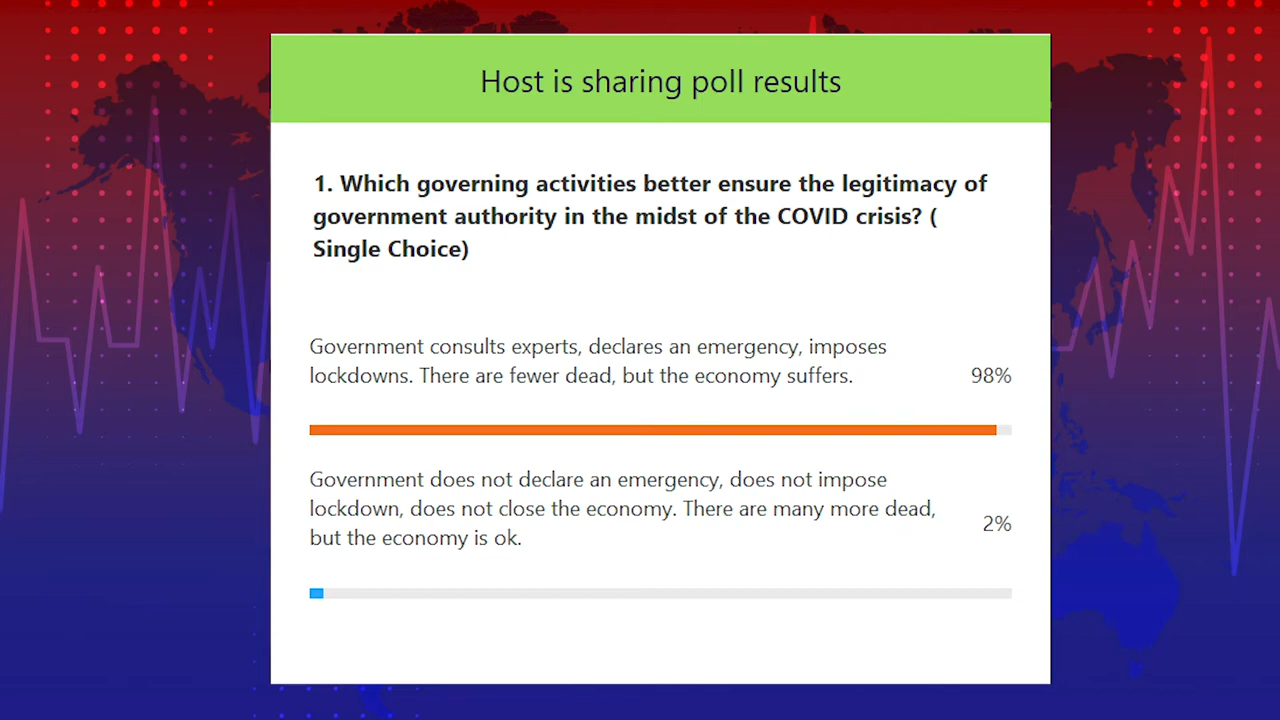 Host is sharing poll results
1. Which governing activities better ensure the legitimacy of
government authority in the midst of the COVID crisis? (
Single Choice)
Government consults experts, declares an emergency, imposes
lockdowns. There are fewer dead, but the economy suffers.
98%
Government does not declare an emergency, does not impose
lockdown, does not close the economy. There are many more dead,
but the economy is ok.
2%